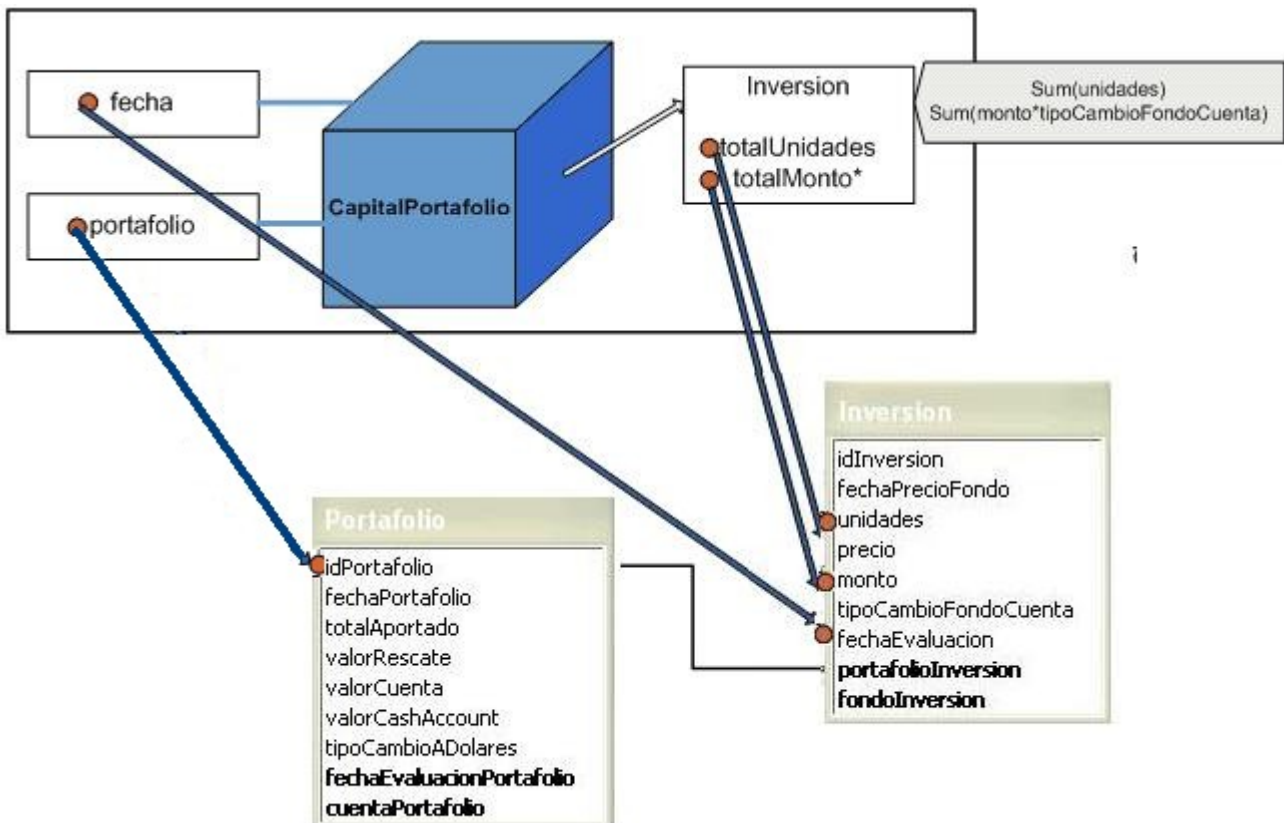 fecha
portafolio
CapitalPortafolio
Inversion
totalUnidades
totalMonto*
Sum(unidades)
Sum(monto*tipoCambioFondoCuenta)
Portafolio
idPortafolio
fechaPortafolio
totalAportado
valorRescate
valorCuenta
valorCashAccount
tipoCambioADolares
fechaEvaluacionPortafolio
cuentaPortafolio
Inversion
idInversion
fechaPrecioFondo
unidades
precio
monto
tipoCambioFondoCuenta
fechaEvaluacion
portafolioInversion
fondoInversion